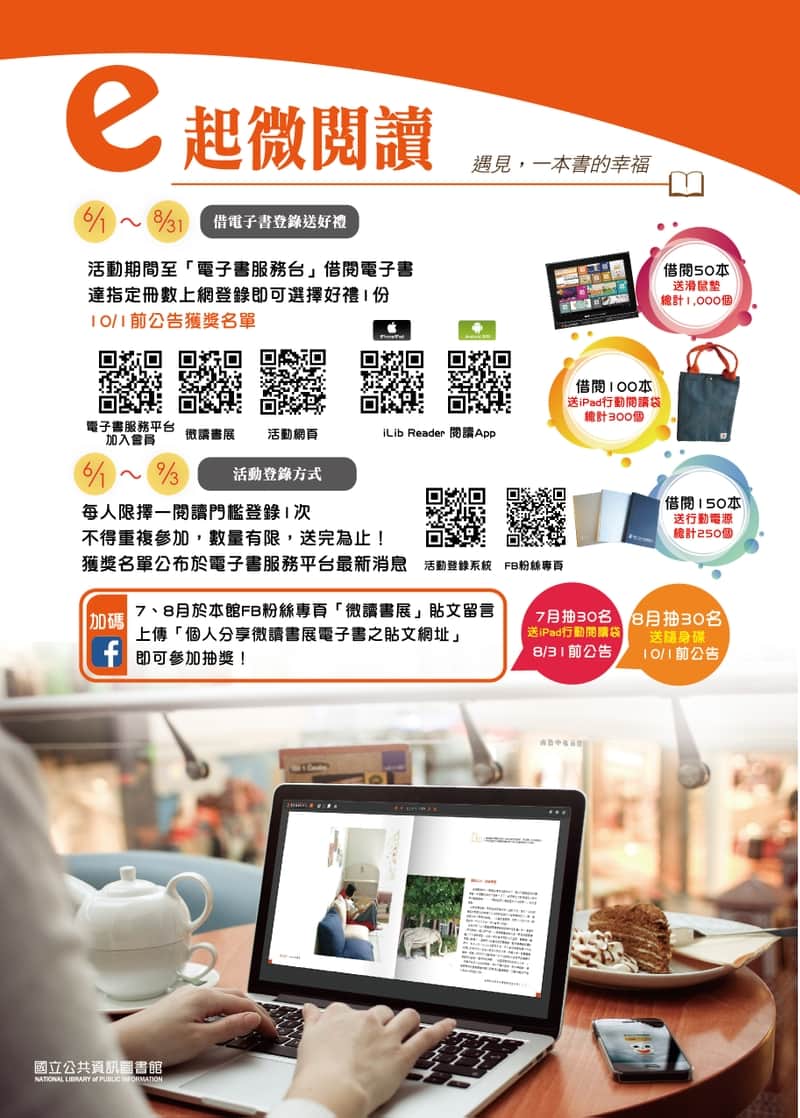 e起微閱讀
遇見，一本書的幸福
6/1～8/31 借電子書登錄送好禮
活動期間至「電子書服務台」借閱電子書
達指定冊數上網登錄即可選擇好禮1份
10/1前公告獲獎名單
借閱50本
送滑鼠墊
總計1,000個
iPhone/iPad
Android
電子書服務平台
加入會員
微讀書展
活動網頁
iLib Reader 閱讀App
借閱100本
送iPad行動閱讀袋
總計300個
6/1～9/3 活動登錄方式
每人限擇一閱讀門檻登錄1次
不得重複參加，數量有限，送完為止！
獲獎名單公布於電子書服務平台最新消息
活動登錄系統
FB粉絲專頁
借閱150本
送行動電源
總計250個
加碼
f
7、8月於本館FB粉絲專頁「微讀書展」貼文留言
上傳「個人分享微讀書展電子書之貼文網址」
即可參加抽獎！
7月抽30名
送iPad行動閱讀袋
8/31前公告
8月抽30名
送隨身碟
10/1前公告
國立公共資訊圖書館
NATIONAL LIBRARY of PUBLIC INFORMATION